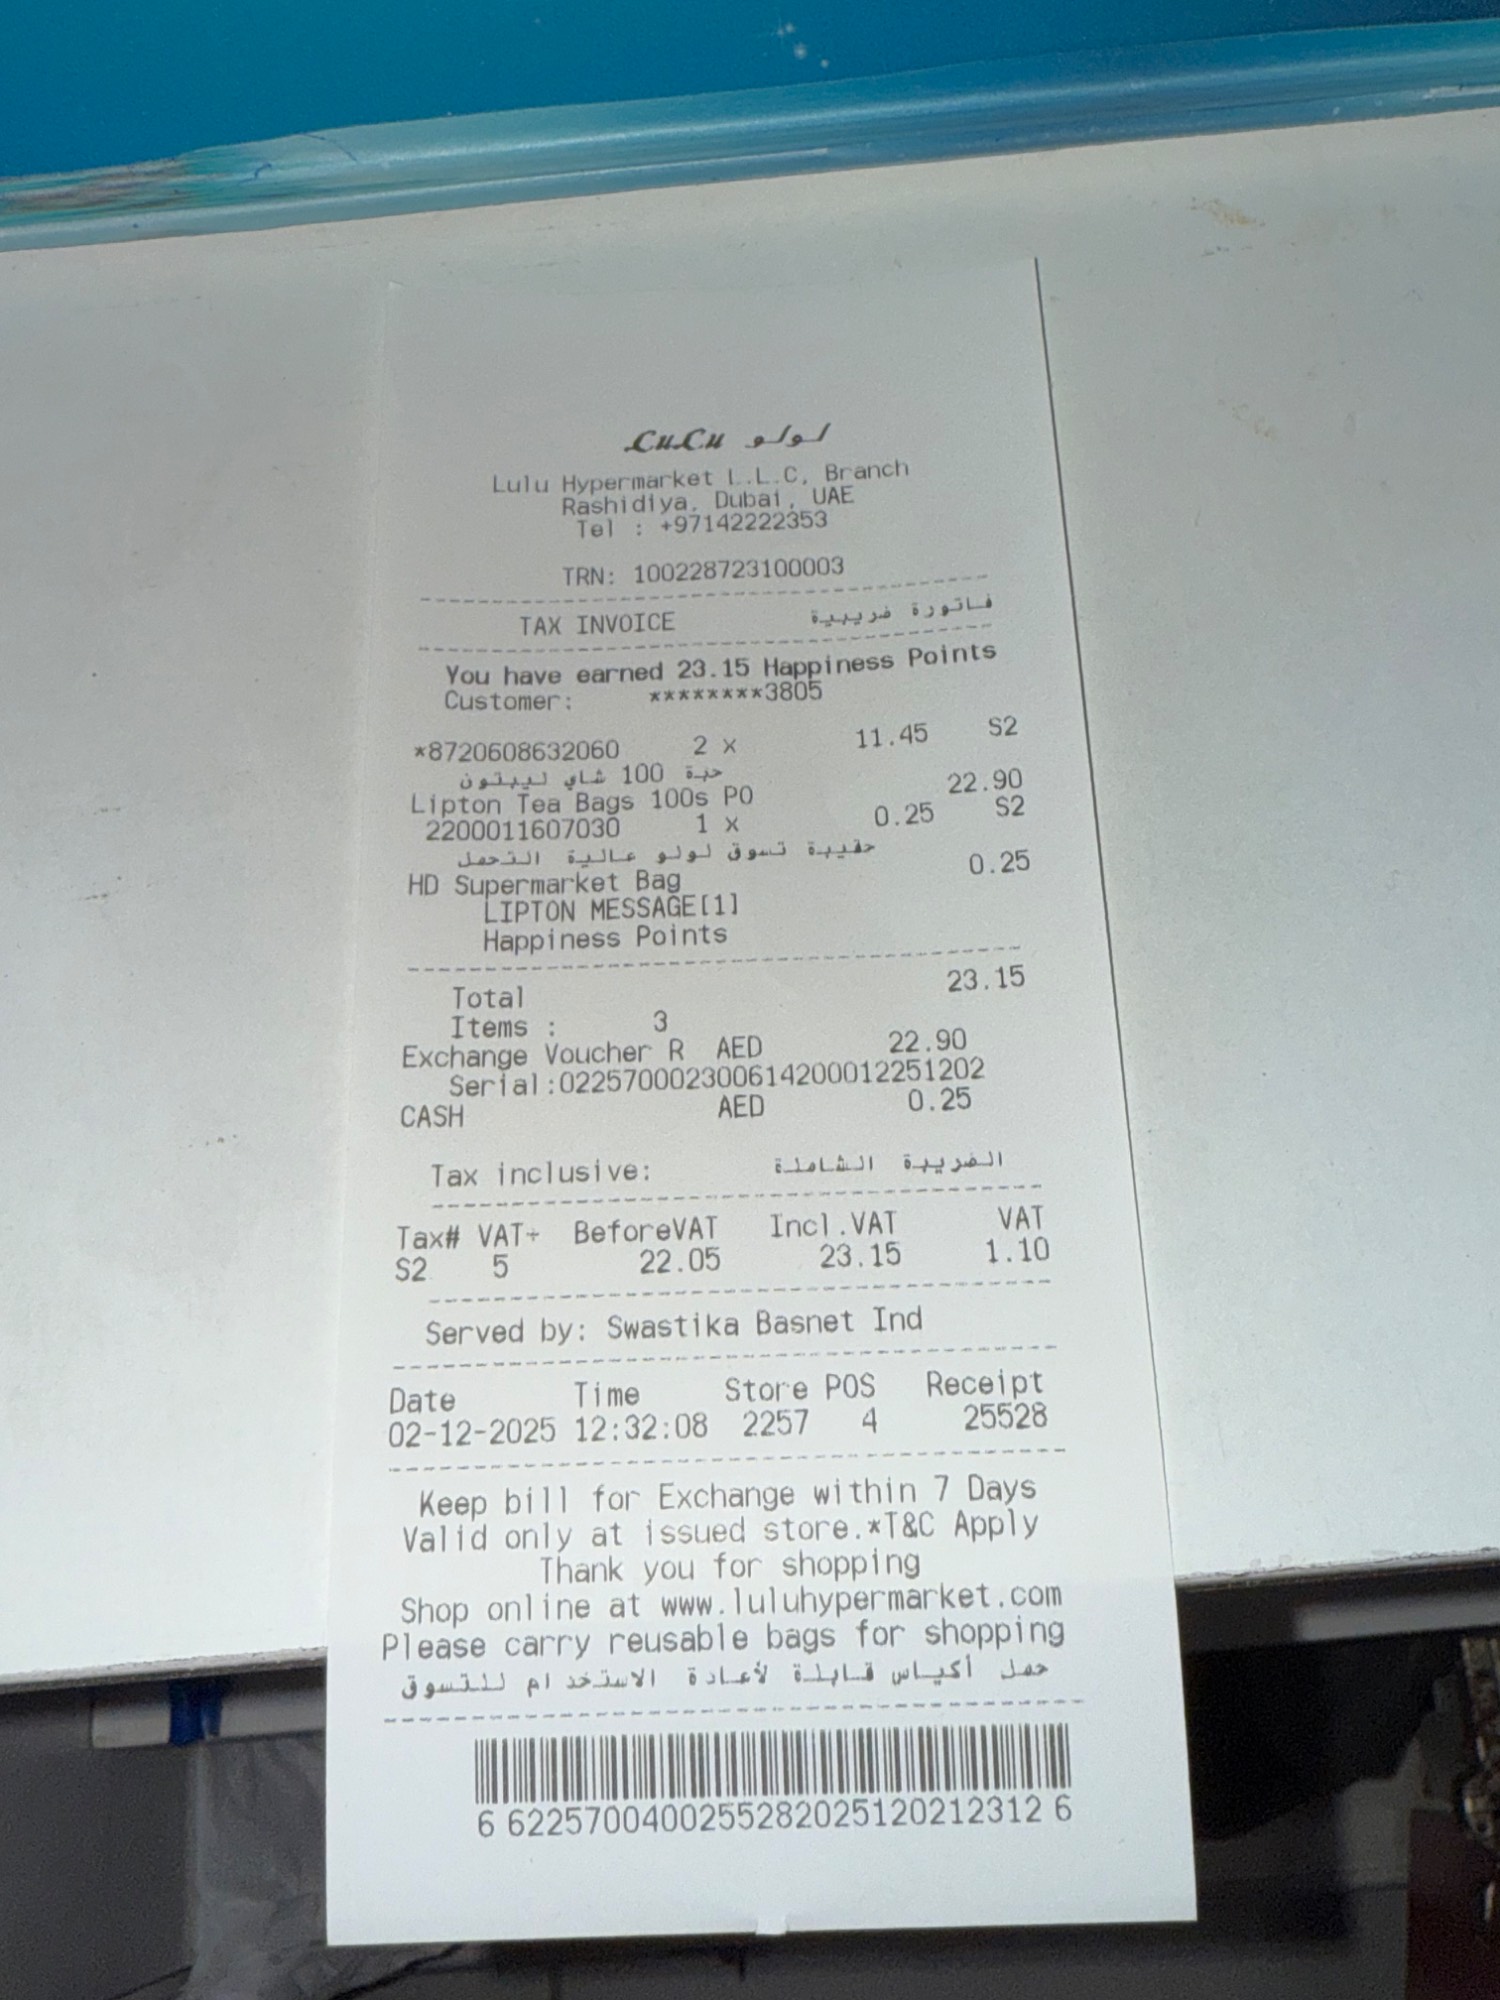 LuLu لولو
Lulu Hypermarket L.L.C, Branch
Rashidiya, Dubai, UAE
Tel : +97142222353
TRN: 100228723100003
TAX INVOICE فاتورة ضريبية
You have earned 23.15 Happiness Points
Customer: ********3805
*8720608632060 2 x 11.45 S2
حبة 100 شاي ليبتون
Lipton Tea Bags 100s PO 22.90
2200011607030 1 x 0.25 S2
حقيبة تسوق لولو عالية التحمل
HD Supermarket Bag 0.25
LIPTON MESSAGE[1]
Happiness Points
Total 23.15
Items : 3
Exchange Voucher R AED 22.90
Serial:02257000230061420001225​1202
CASH AED 0.25
Tax inclusive: الضريبة الشاملة
Tax# VAT÷ BeforeVAT Incl.VAT VAT
S2 5 22.05 23.15 1.10
Served by: Swastika Basnet Ind
Date Time Store POS Receipt
02-12-2025 12:32:08 2257 4 25528
Keep bill for Exchange within 7 Days
Valid only at issued store.*T&C Apply
Thank you for shopping
Shop online at www.luluhypermarket.com
Please carry reusable bags for shopping
حمل أكياس قابلة لأعادة الاستخدام للتسوق
6 622570040025528202512021​2312 6